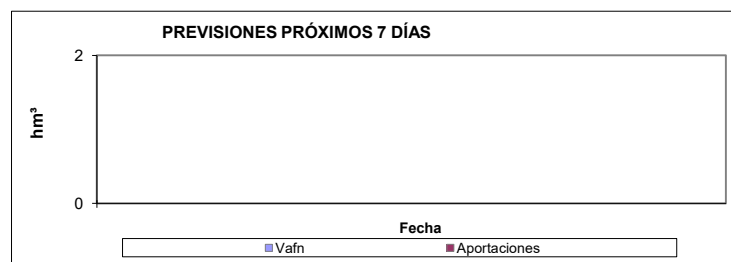 PREVISIONES PRÓXIMOS 7 DÍAS
2
hm³
0
Fecha
Vafn Aportaciones